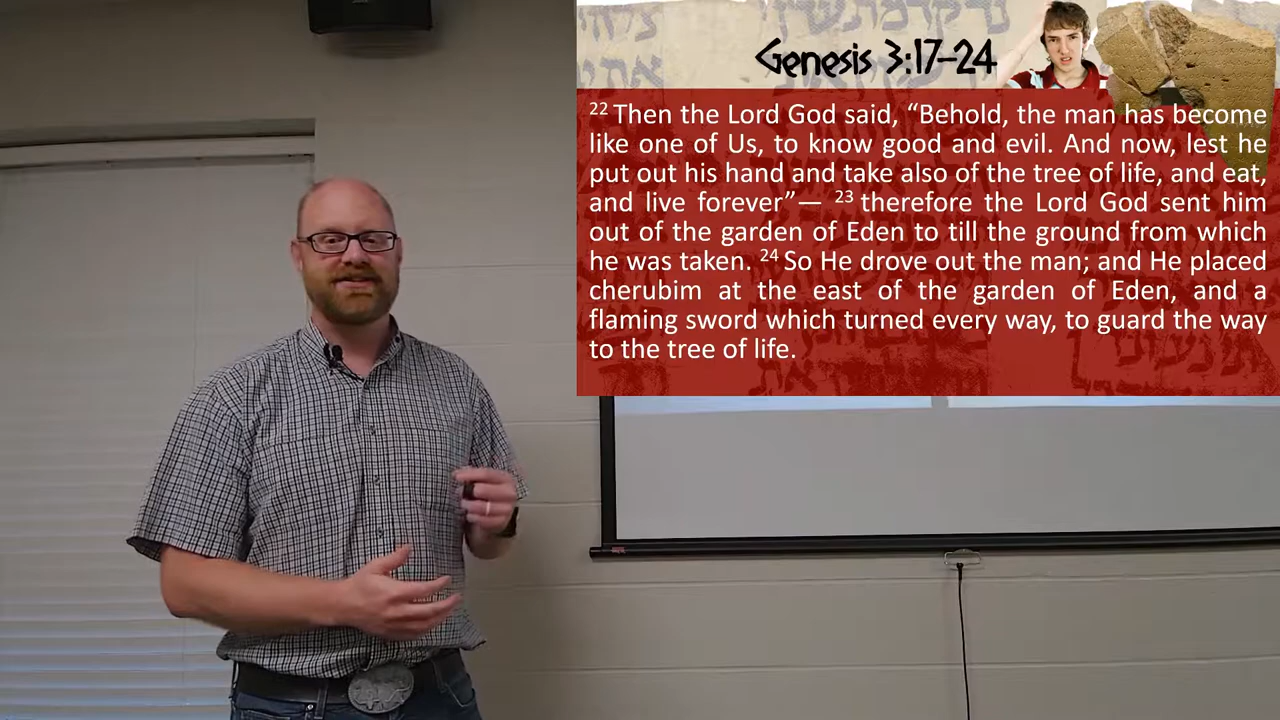 Genesis 3:17-24
22 Then the Lord God said, “Behold, the man has become
like one of Us, to know good and evil. And now, lest he
put out his hand and take also of the tree of life, and eat,
and live forever”— 23 therefore the Lord God sent him
out of the garden of Eden to till the ground from which
he was taken. 24 So He drove out the man; and He placed
cherubim at the east of the garden of Eden, and a
flaming sword which turned every way, to guard the way
to the tree of life.